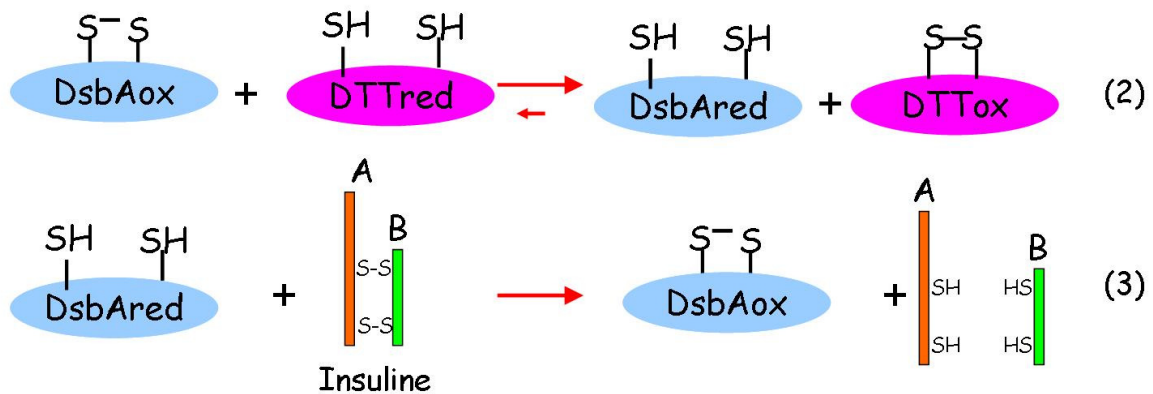 S – S SH SH SH SH S–S
DsbAox + DTTred DsbAred + DTTox (2)
A A
SH SH B S – S B
S-S SH HS
DsbAred + DsbAox + (3)
S-S SH HS
Insuline